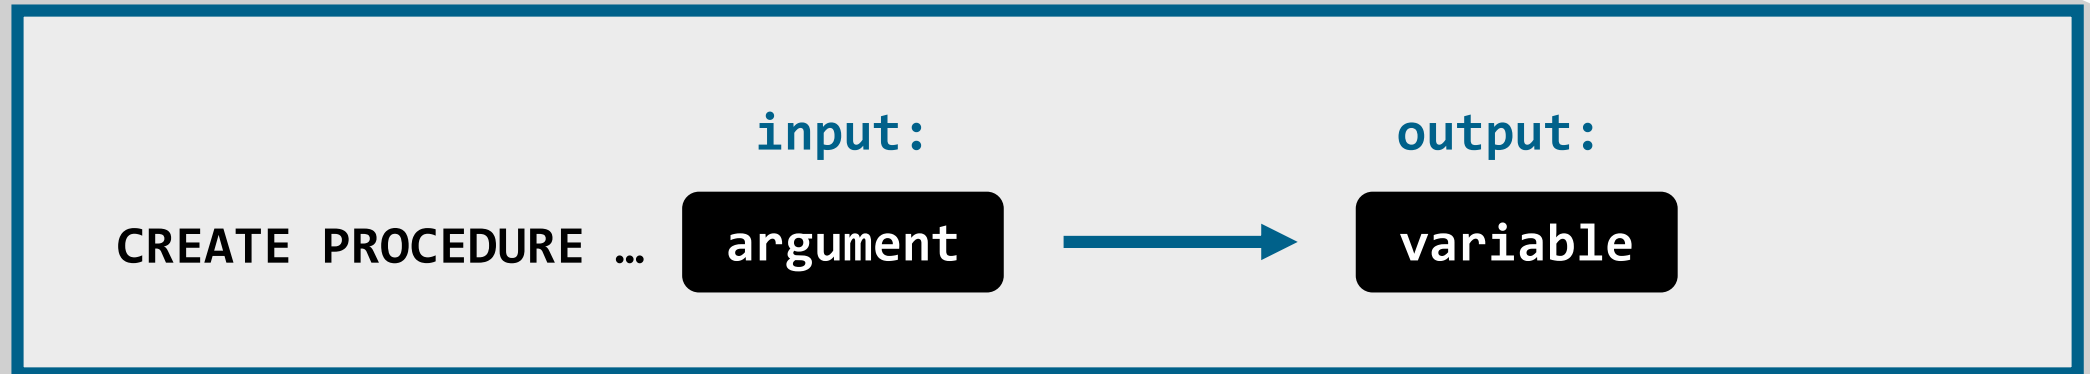 input: output:
CREATE PROCEDURE … argument variable